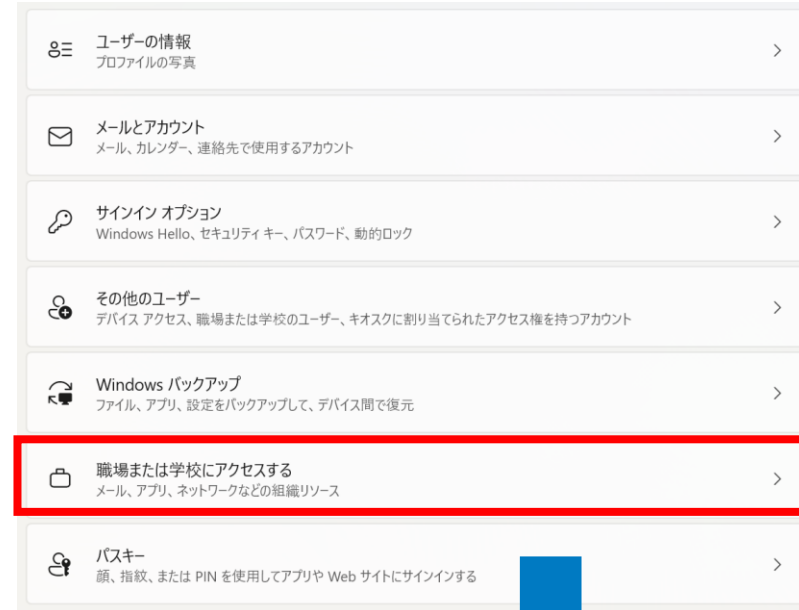 ユーザーの情報
プロファイルの写真
メールとアカウント
メール、カレンダー、連絡先で使用するアカウント
サインイン オプション
Windows Hello、セキュリティ キー、パスワード、動的ロック
その他のユーザー
デバイス アクセス、職場または学校のユーザー、キオスクに割り当てられたアクセス権を持つアカウント
Windows バックアップ
ファイル、アプリ、設定をバックアップして、デバイス間で復元
職場または学校にアクセスする
メール、アプリ、ネットワークなどの組織リソース
パスキー
顔、指紋、または PIN を使用してアプリや Web サイトにサインインする